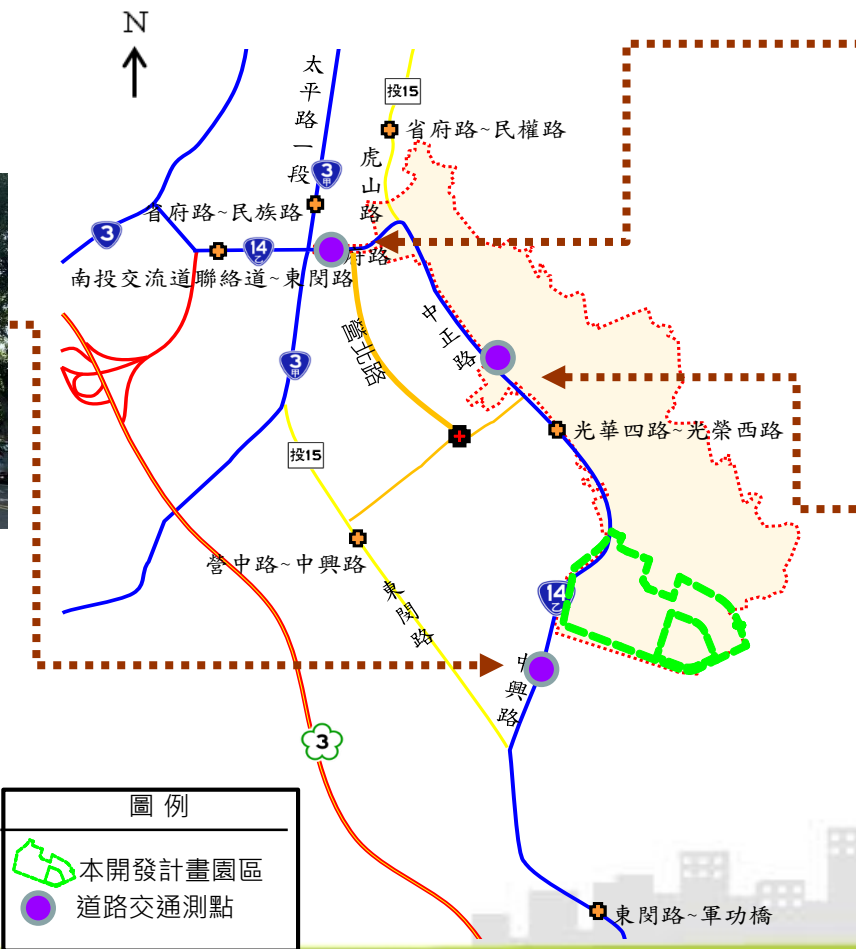 N
太平路一段
投15
省府路~民權路
虎山路
3甲
省府路~民族路
3
14乙
府路
南投交流道聯絡道~東閔路
中正路
營北路
3甲
光華四路~光榮西路
投15
營中路~中興路
東閔路
14乙
中興路
3
圖例
本開發計畫園區
道路交通測點
東閔路~軍功橋